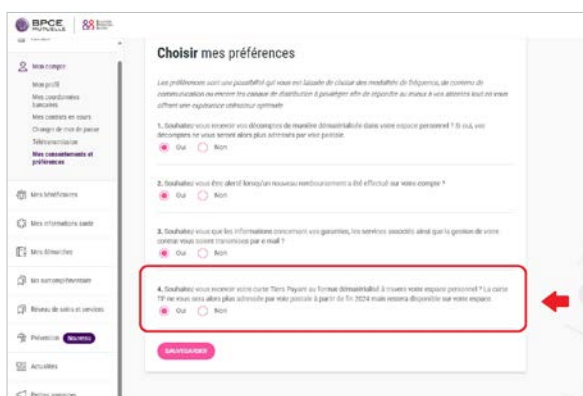 BPCE
MUTUELLE
Mon compte
Mon profil
Mes coordonnées
bancaires
Mes contrats en cours
Changer de mot de passe
Télétransmission
Mes consentements et
préférences
Mes bénéficiaires
Mes informations santé
Mes démarches
Ma surcomplémentaire
Réseau de soins et services
Prévention Nouveau
Actualités
Petites annonces
Choisir mes préférences
Les préférences sont une possibilité qui vous est laissée de choisir des modalités de fréquence, de contenu de
communication ou encore les canaux de distribution à privilégier afin de répondre au mieux à vos attentes tout en vous
offrant une expérience utilisateur optimale
1. Souhaitez-vous recevoir vos décomptes de manière dématérialisée dans votre espace personnel ? Si oui, vos
décomptes ne vous seront alors plus adressés par voie postale.
Oui Non
2. Souhaitez-vous être alerté lorsqu'un nouveau remboursement a été effectué sur votre compte ?
Oui Non
3. Souhaitez-vous que les informations concernant vos garanties, les services associés ainsi que la gestion de votre
contrat vous soient transmises par e-mail ?
Oui Non
4. Souhaitez-vous recevoir votre carte Tiers Payant au format dématérialisé à travers votre espace personnel ? La carte
TP ne vous sera alors plus adressée par voie postale à partir de fin 2024 mais restera disponible sur votre espace.
Oui Non
SAUVEGARDER